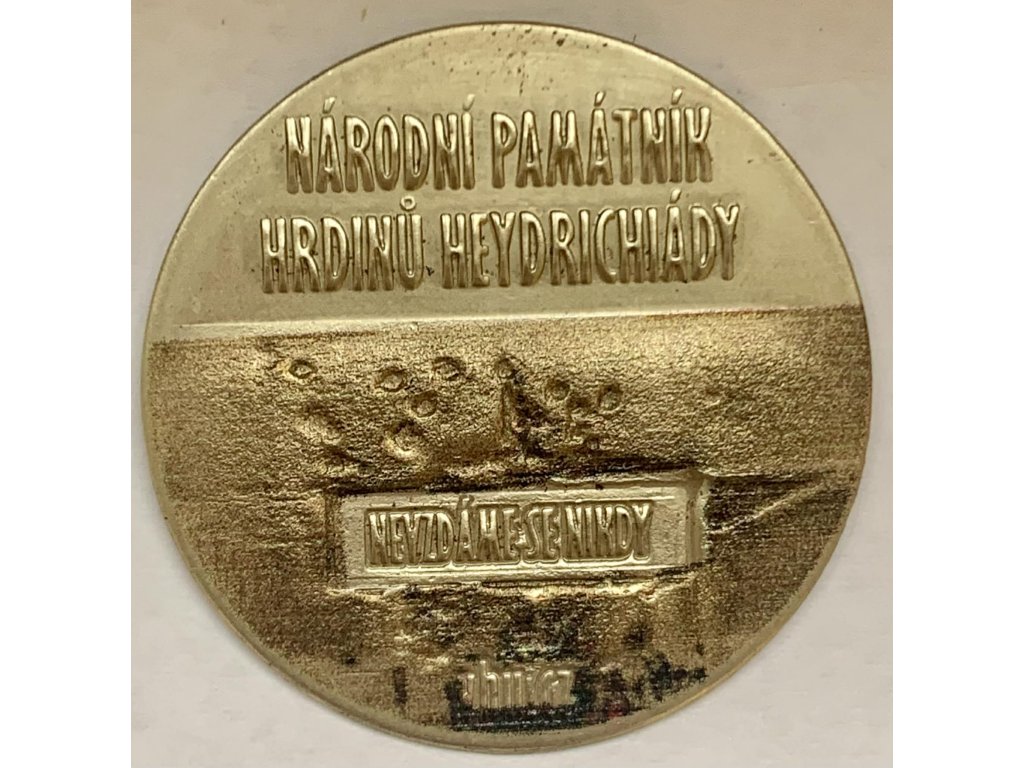 NÁRODNÍ PAMÁTNÍK
HRDINŮ HEYDRICHIÁDY
NEVZDÁME SE NIKDY